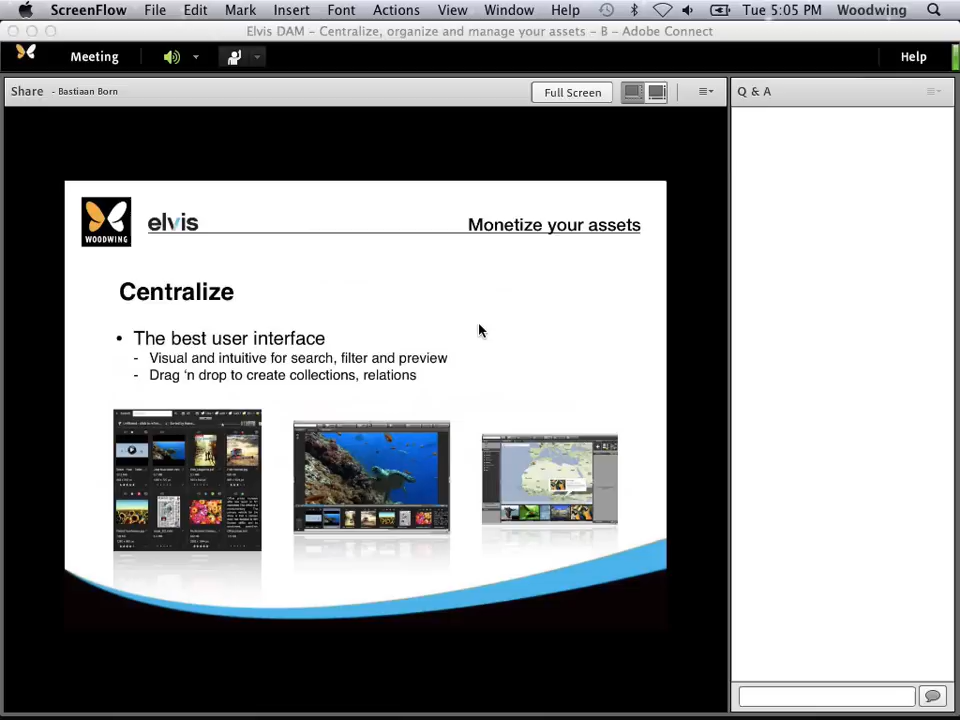 ScreenFlow File Edit Mark Insert Font Actions View Window Help Tue 5:05 PM Woodwing
Elvis DAM – Centralize, organize and manage your assets – B – Adobe Connect
Meeting Help
Share - Bastiaan Born Full Screen
Q & A
WOODWING
elvis
Monetize your assets
Centralize
• The best user interface
- Visual and intuitive for search, filter and preview
- Drag ‘n drop to create collections, relations